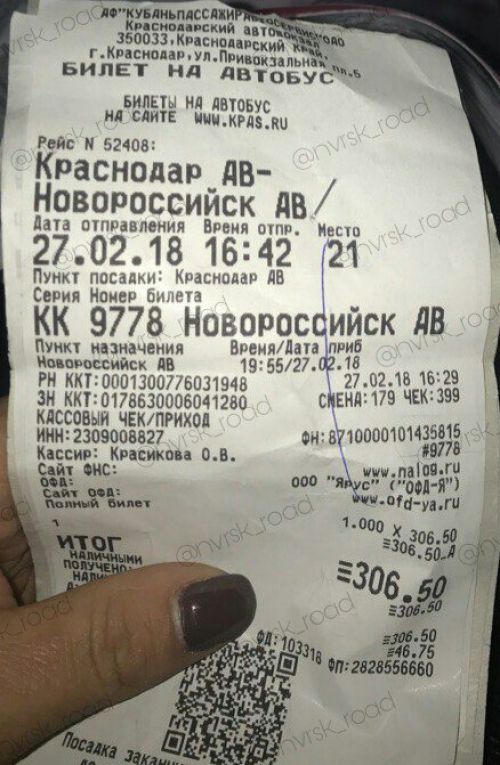 АФ"КУБАНЬПАССАЖИРАВТОСЕРВИС"ОАО
Краснодарский автовокзал
350033,Краснодарский край,
г.Краснодар,ул.Привокзальная пл.5
БИЛЕТ НА АВТОБУС
БИЛЕТЫ НА АВТОБУС
НА САЙТЕ WWW.KPAS.RU
Рейс N 52408:
Краснодар АВ-
Новороссийск АВ
Дата отправления Время отпр. Место
27.02.18 16:42 21
Пункт посадки: Краснодар АВ
Серия Номер билета
КК 9778 Новороссийск АВ
Пункт назначения Время/Дата приб
Новороссийск АВ 19:55/27.02.18
РН ККТ:0001300776031948 27.02.18 16:29
ЗН ККТ:0178630006041280 СМЕНА:179 ЧЕК:399
КАССОВЫЙ ЧЕК/ПРИХОД
ИНН:2309008827 ФН:8710000101435815
Кассир: Красикова О.В. #9778
Сайт ФНС: www.nalog.ru
ОФД: ООО "Ярус" ("ОФД-Я")
Сайт ОФД: www.ofd-ya.ru
Полный билет
1 1.000 X 306.50
≡306.50_А
ИТОГ ≡306.50
НАЛИЧНЫМИ ≡306.50
ПОЛУЧЕНО:
≡306.50
≡46.75
ФД:103318 ФП:2828556660
Посадка
@nvrsk_road